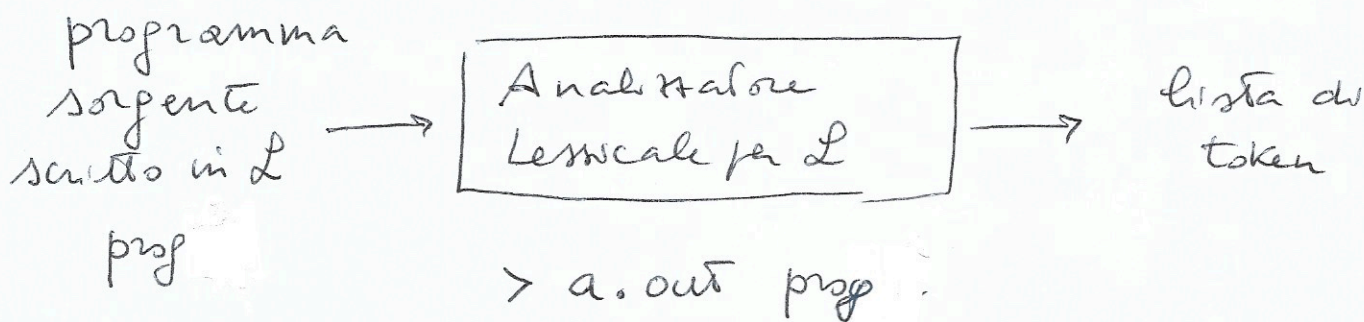 programma
sorgente
scritto in L
prog
Analizzatore
Lessicale per L
> a.out prog.
lista di
token